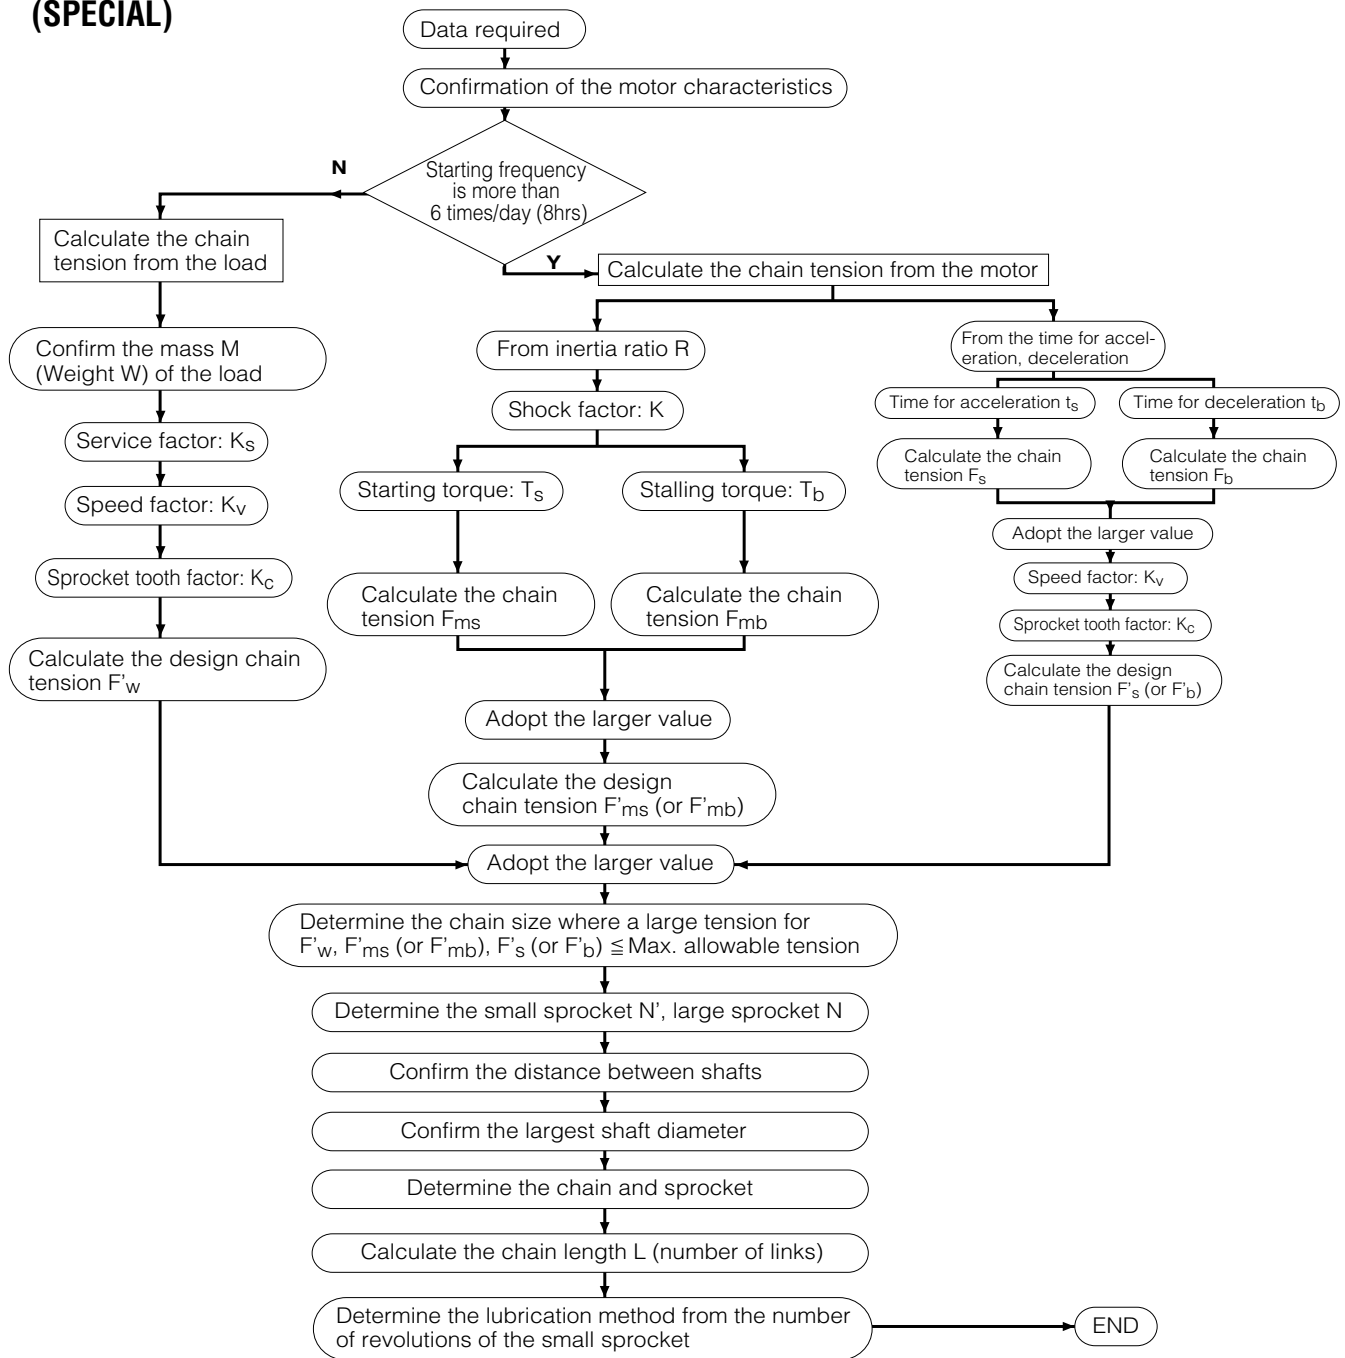 (SPECIAL)
Data required
Confirmation of the motor characteristics
N
Starting frequency
is more than
6 times/day (8hrs)
Y
Calculate the chain
tension from the load
Calculate the chain tension from the motor
Confirm the mass M
(Weight W) of the load
From inertia ratio R
From the time for accel-
eration, deceleration
Shock factor: K
Time for acceleration ts
Time for deceleration tb
Service factor: Ks
Calculate the chain
tension Fs
Calculate the chain
tension Fb
Starting torque: Ts
Stalling torque: Tb
Speed factor: Kv
Adopt the larger value
Speed factor: Kv
Sprocket tooth factor: Kc
Calculate the chain
tension Fms
Calculate the chain
tension Fmb
Sprocket tooth factor: Kc
Calculate the design chain
tension F'w
Calculate the design
chain tension F's (or F'b)
Adopt the larger value
Calculate the design
chain tension F'ms (or F'mb)
Adopt the larger value
Determine the chain size where a large tension for
F'w, F'ms (or F'mb), F's (or F'b) ≦ Max. allowable tension
Determine the small sprocket N', large sprocket N
Confirm the distance between shafts
Confirm the largest shaft diameter
Determine the chain and sprocket
Calculate the chain length L (number of links)
Determine the lubrication method from the number
of revolutions of the small sprocket
END